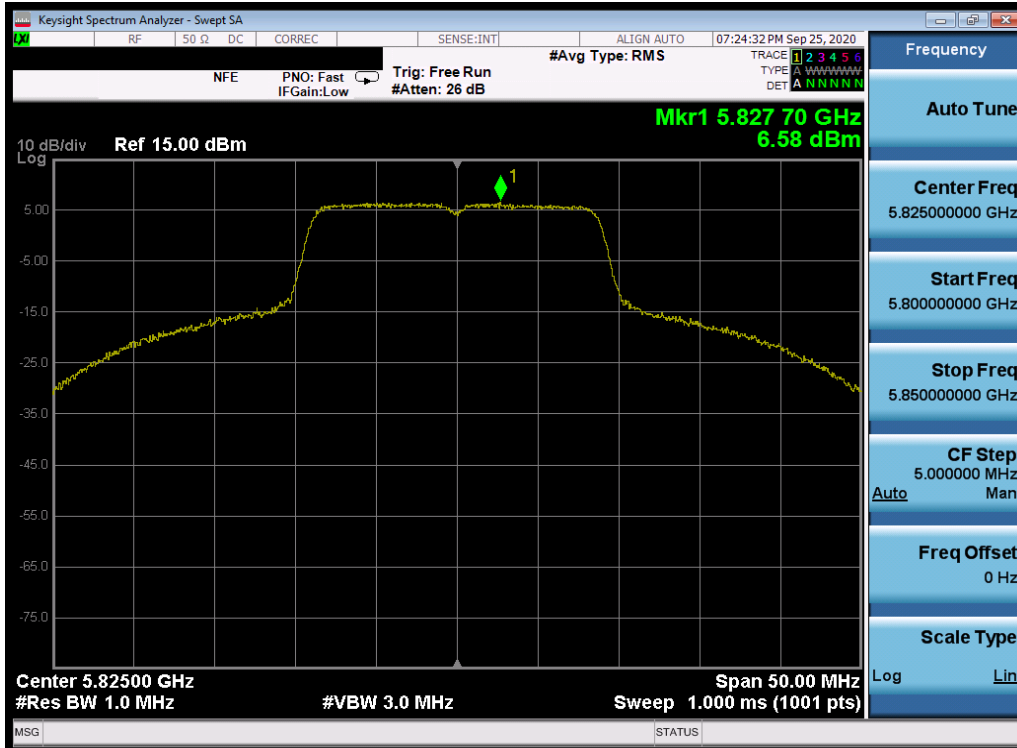 Keysight Spectrum Analyzer - Swept SA
LXI RF 50 Ω DC CORREC SENSE:INT ALIGN AUTO 07:24:32 PM Sep 25, 2020
NFE PNO: Fast IFGain:Low Trig: Free Run #Atten: 26 dB #Avg Type: RMS
TRACE 1 2 3 4 5 6
TYPE A WWWWW
DET A N N N N N
Mkr1 5.827 70 GHz
6.58 dBm
10 dB/div Ref 15.00 dBm
Log
1
5.00
-5.00
-15.0
-25.0
-35.0
-45.0
-55.0
-65.0
-75.0
Center 5.82500 GHz Span 50.00 MHz
#Res BW 1.0 MHz #VBW 3.0 MHz Sweep 1.000 ms (1001 pts)
MSG STATUS
Frequency
Auto Tune
Center Freq
5.825000000 GHz
Start Freq
5.800000000 GHz
Stop Freq
5.850000000 GHz
CF Step
5.000000 MHz
Auto Man
Freq Offset
0 Hz
Scale Type
Log Lin